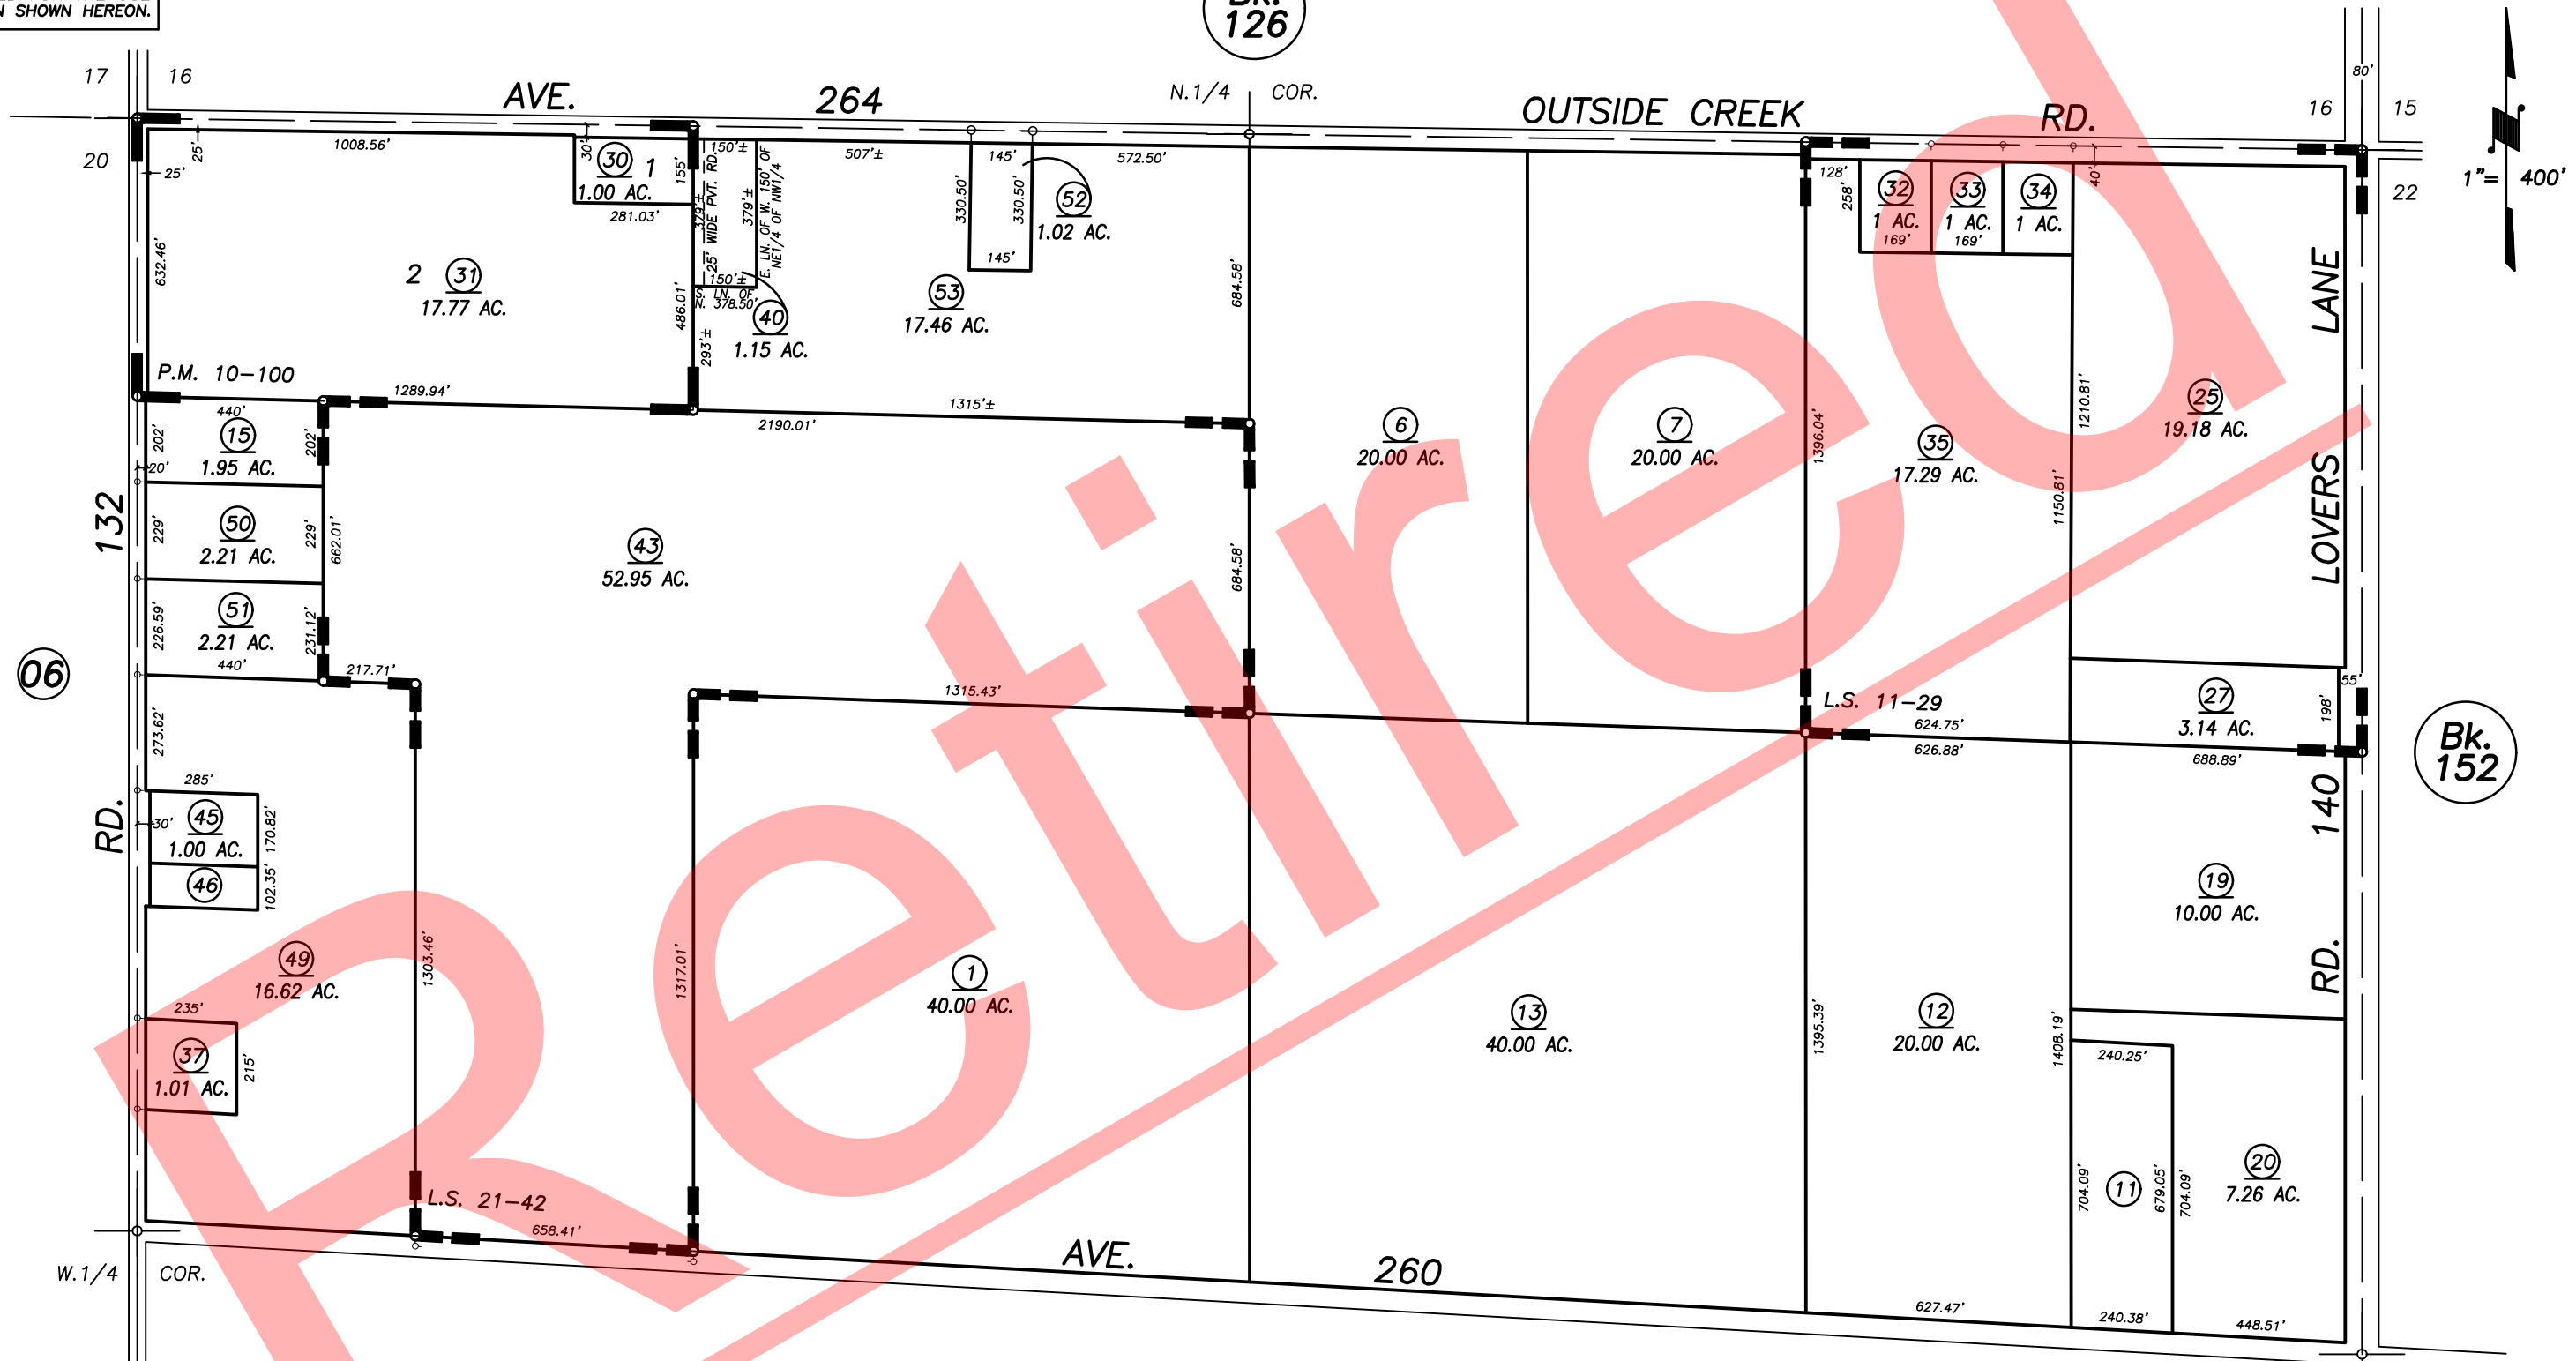 N SHOWN HEREON.
Bk.
126
17
16
20
AVE.
264
N.1/4 COR.
OUTSIDE CREEK
RD.
16
15
22
80'
1"= 400'
25'
25'
1008.56'
30'
30
1
1.00 AC.
281.03'
155'
150'±
379'±
25' WIDE PVT. RD.
379'±
E. LN. OF W. 150' OF
NE1/4 OF NW1/4
150'±
S. LN. OF
N. 378.50'
507'±
145'
572.50'
330.50'
330.50'
145'
52
1.02 AC.
632.46'
2
31
17.77 AC.
486.01'
293'±
40
1.15 AC.
53
17.46 AC.
684.58'
128'
258'
32
1 AC.
169'
33
1 AC.
169'
34
1 AC.
40'
P.M. 10-100
1289.94'
440'
2190.01'
1315'±
202'
15
1.95 AC.
202'
20'
229'
50
2.21 AC.
229'
662.01'
226.59'
51
2.21 AC.
231.12'
440'
217.71'
43
52.95 AC.
684.58'
6
20.00 AC.
7
20.00 AC.
1396.04'
35
17.29 AC.
1210.81'
1150.81'
25
19.18 AC.
LOVERS LANE
132
RD.
06
1315.43'
L.S. 11-29
624.75'
626.88'
27
3.14 AC.
198'
55'
688.89'
Bk.
152
273.62'
285'
45
1.00 AC.
170.82'
30'
46
102.35'
49
16.62 AC.
235'
37
1.01 AC.
215'
1303.46'
1317.01'
1
40.00 AC.
13
40.00 AC.
1395.39'
12
20.00 AC.
1408.19'
19
10.00 AC.
140
RD.
240.25'
704.09'
11
679.05'
704.09'
20
7.26 AC.
L.S. 21-42
658.41'
W.1/4 COR.
AVE.
260
627.47'
240.38'
448.51'
Retired